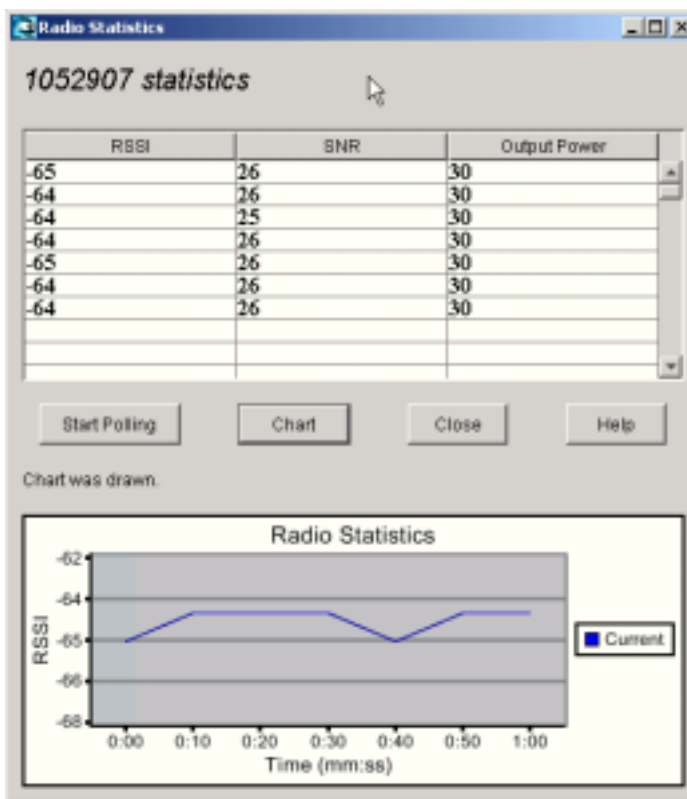 Radio Statistics
1052907 statistics
RSSI SNR Output Power
-65 26 30
-64 26 30
-64 25 30
-64 26 30
-65 26 30
-64 26 30
-64 26 30
Start Polling Chart Close Help
Chart was drawn.
Radio Statistics
-62
-64
-65
-66
-68
RSSI
Current
0:00 0:10 0:20 0:30 0:40 0:50 1:00
Time (mm:ss)